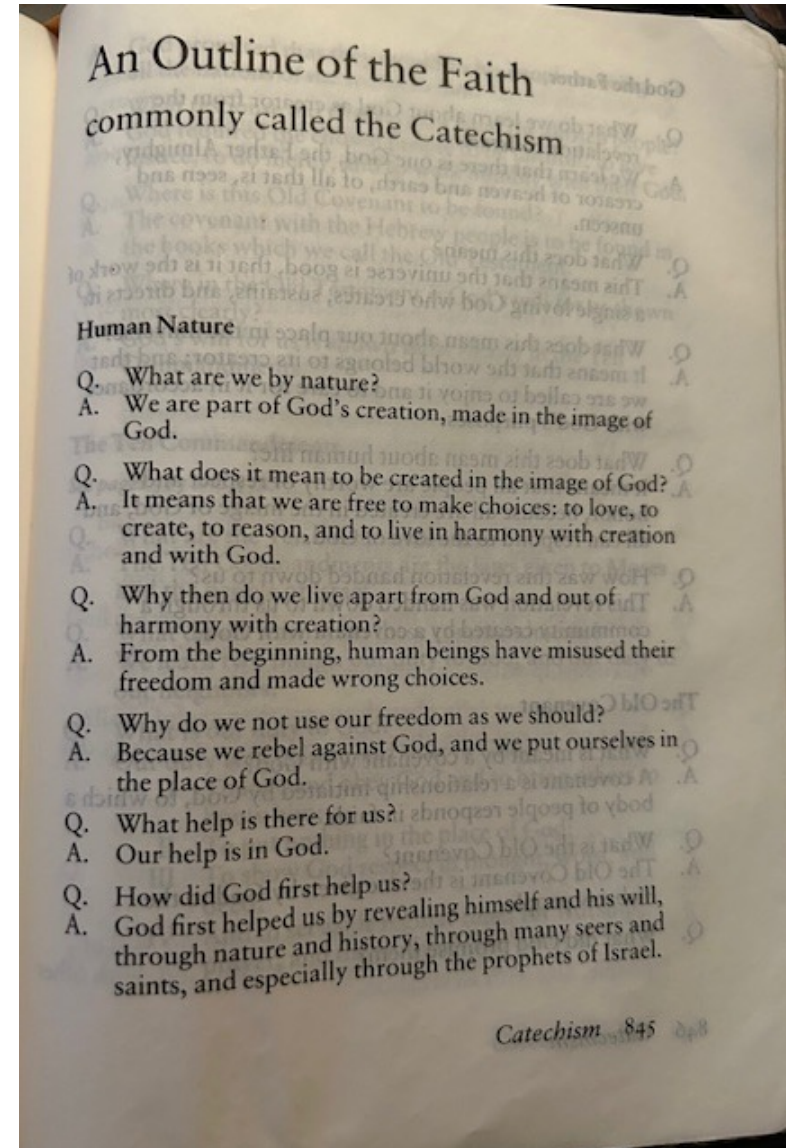 An Outline of the Faith
commonly called the Catechism
Human Nature
Q. What are we by nature?
A. We are part of God's creation, made in the image of
God.
Q. What does it mean to be created in the image of God?
A. It means that we are free to make choices: to love, to
create, to reason, and to live in harmony with creation
and with God.
Q. Why then do we live apart from God and out of
harmony with creation?
A. From the beginning, human beings have misused their
freedom and made wrong choices.
Q. Why do we not use our freedom as we should?
A. Because we rebel against God, and we put ourselves in
the place of God.
Q. What help is there for us?
A. Our help is in God.
Q. How did God first help us?
A. God first helped us by revealing himself and his will,
through nature and history, through many seers and
saints, and especially through the prophets of Israel.
Catechism 845